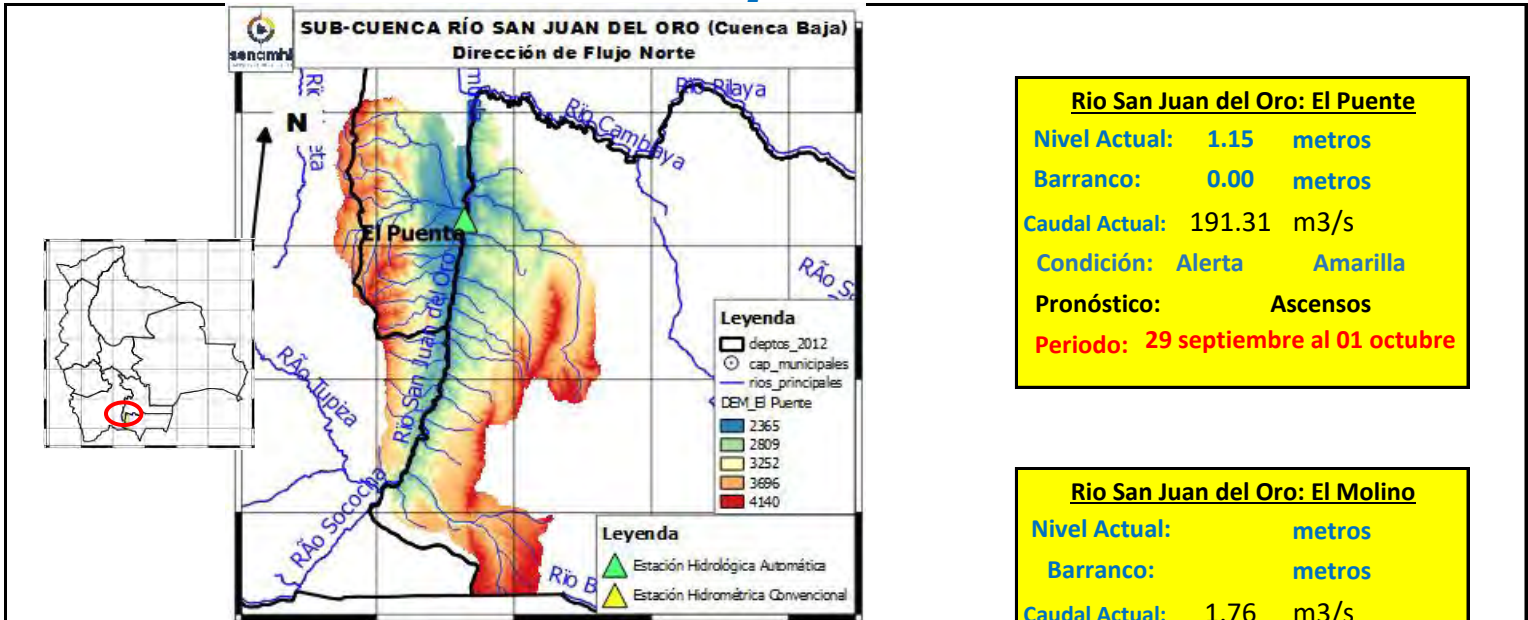 senamhi
SUB-CUENCA RÍO SAN JUAN DEL ORO (Cuenca Baja)
Dirección de Flujo Norte
N
Río Pilaya
Río Camblaya
El Puente
Río San Juan del Oro
RÃo Tupiza
RÃo Sococha
Leyenda
deptos_2012
cap_municipales
rios_principales
DEM_El Puente
2365
2809
3252
3696
4140
Leyenda
Estación Hidrológica Automática
Estación Hidrométrica Convencional
Rio San Juan del Oro: El Puente
Nivel Actual: 1.15 metros
Barranco: 0.00 metros
Caudal Actual: 191.31 m3/s
Condición: Alerta Amarilla
Pronóstico: Ascensos
Periodo: 29 septiembre al 01 octubre
Rio San Juan del Oro: El Molino
Nivel Actual: metros
Barranco: metros
Caudal Actual: 1.76 m3/s